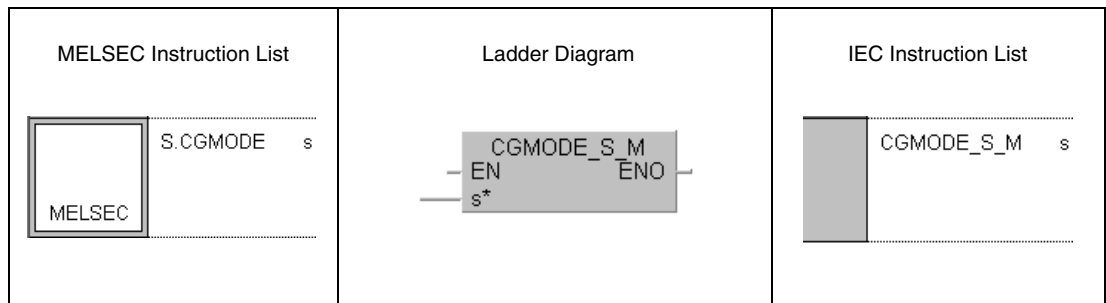 MELSEC Instruction List
MELSEC
S.CGMODE s
Ladder Diagram
CGMODE_S_M
EN ENO
s*
IEC Instruction List
CGMODE_S_M s